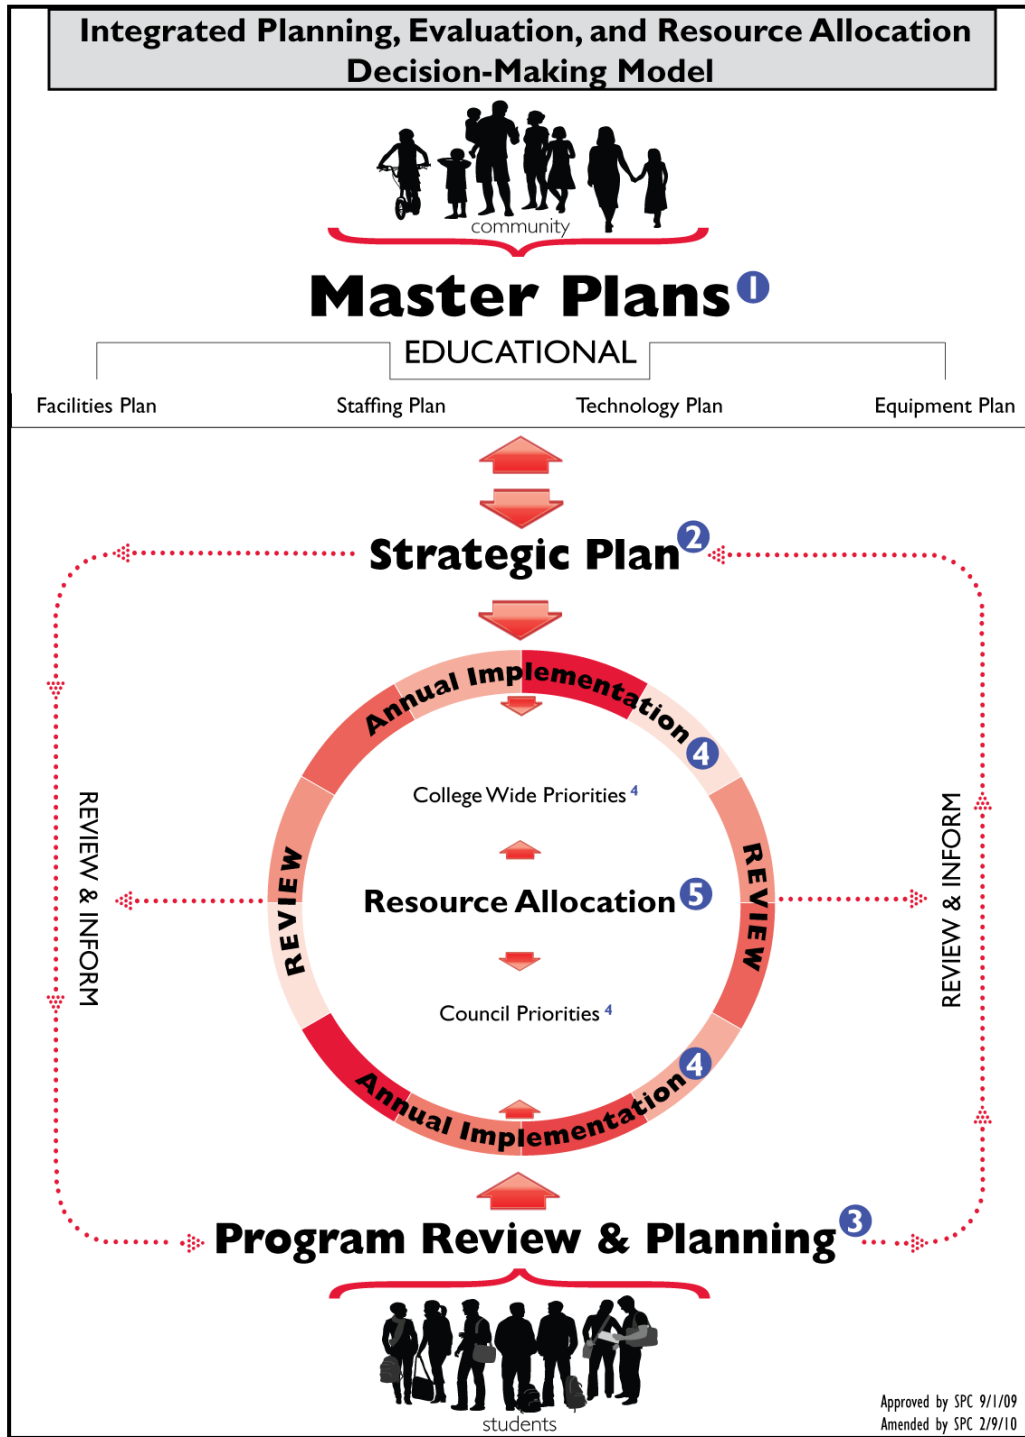 Integrated Planning, Evaluation, and Resource Allocation
Decision-Making Model
community
Master Plans 1
EDUCATIONAL
Facilities Plan
Staffing Plan
Technology Plan
Equipment Plan
Strategic Plan 2
Annual Implementation 4
College Wide Priorities 4
REVIEW & INFORM
REVIEW
Resource Allocation 5
REVIEW
REVIEW & INFORM
Council Priorities 4
Annual Implementation 4
Program Review & Planning 3
students
Approved by SPC 9/1/09
Amended by SPC 2/9/10